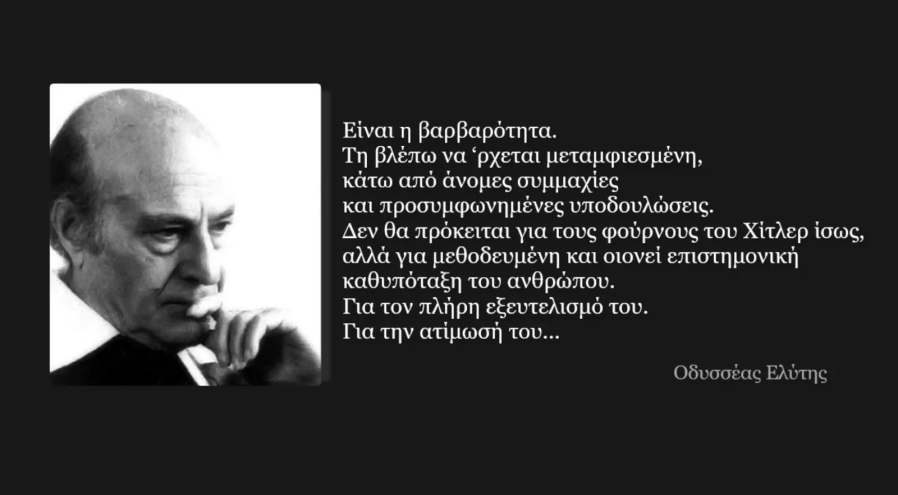 Είναι η βαρβαρότητα.
Τη βλέπω να ‘ρχεται μεταμφιεσμένη,
κάτω από άνομες συμμαχίες
και προσυμφωνημένες υποδουλώσεις.
Δεν θα πρόκειται για τους φούρνους του Χίτλερ ίσως,
αλλά για μεθοδευμένη και οιονεί επιστημονική
καθυπόταξη του ανθρώπου.
Για τον πλήρη εξευτελισμό του.
Για την ατίμωσή του...
Οδυσσέας Ελύτης